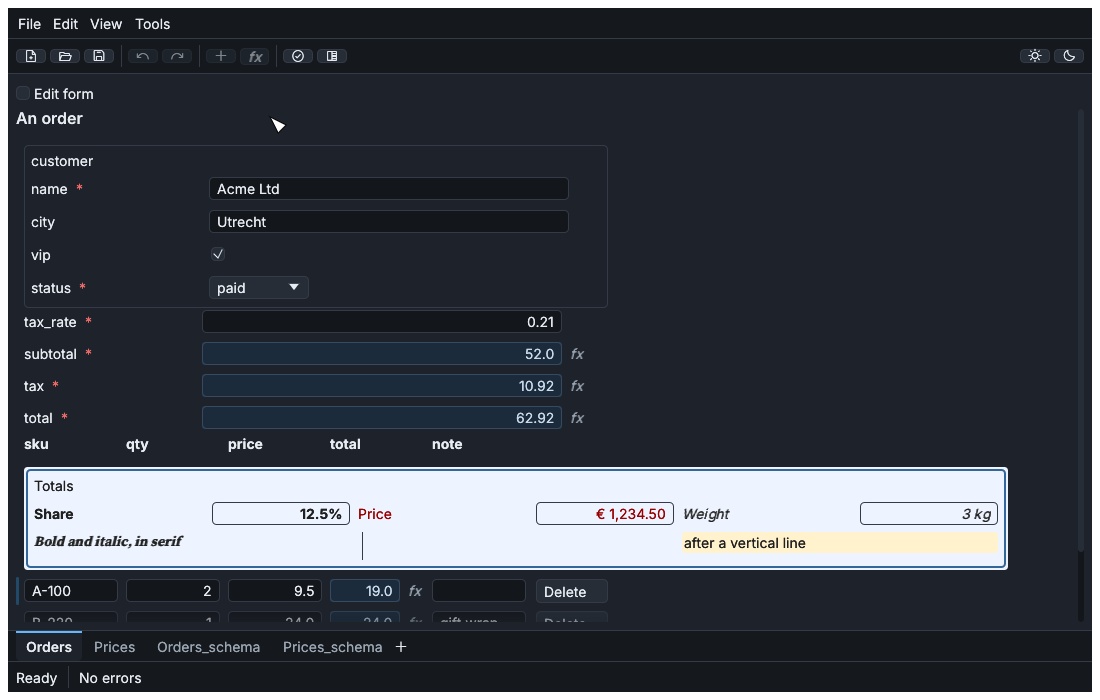 File Edit View Tools
fx
Edit form
An order
customer
name * Acme Ltd
city Utrecht
vip
status * paid
tax_rate * 0.21
subtotal * 52.0 fx
tax * 10.92 fx
total * 62.92 fx
sku qty price total note
Totals
Share 12.5% Price € 1,234.50 Weight 3 kg
Bold and italic, in serif after a vertical line
A-100 2 9.5 19.0 fx Delete
Orders Prices Orders_schema Prices_schema +
Ready No errors